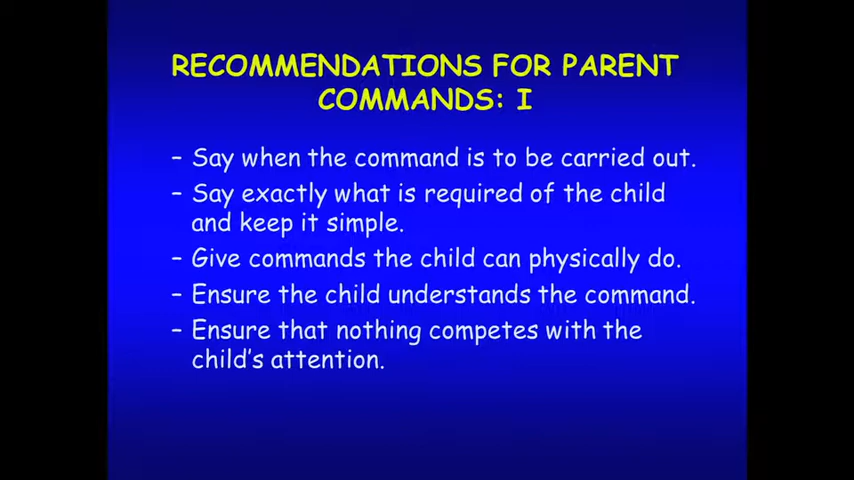 RECOMMENDATIONS FOR PARENT
COMMANDS: I
– Say when the command is to be carried out.
– Say exactly what is required of the child
and keep it simple.
– Give commands the child can physically do.
– Ensure the child understands the command.
– Ensure that nothing competes with the
child's attention.